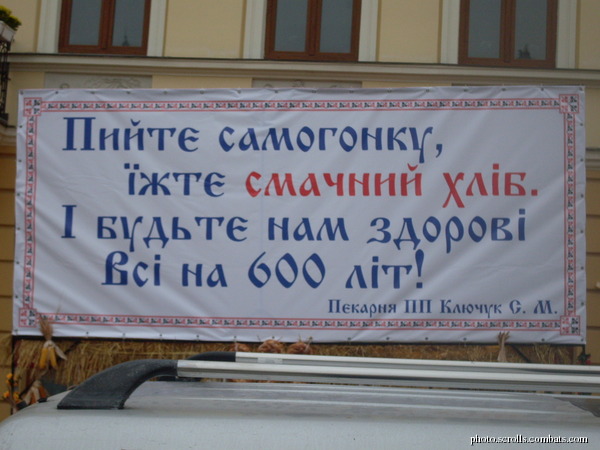 Пийте самогонку,
їжте смачний хліб.
І будьте нам здорові
Всі на 600 літ!
Пекарня ПП Ключук С. М.
photo.scrolls.combats.com